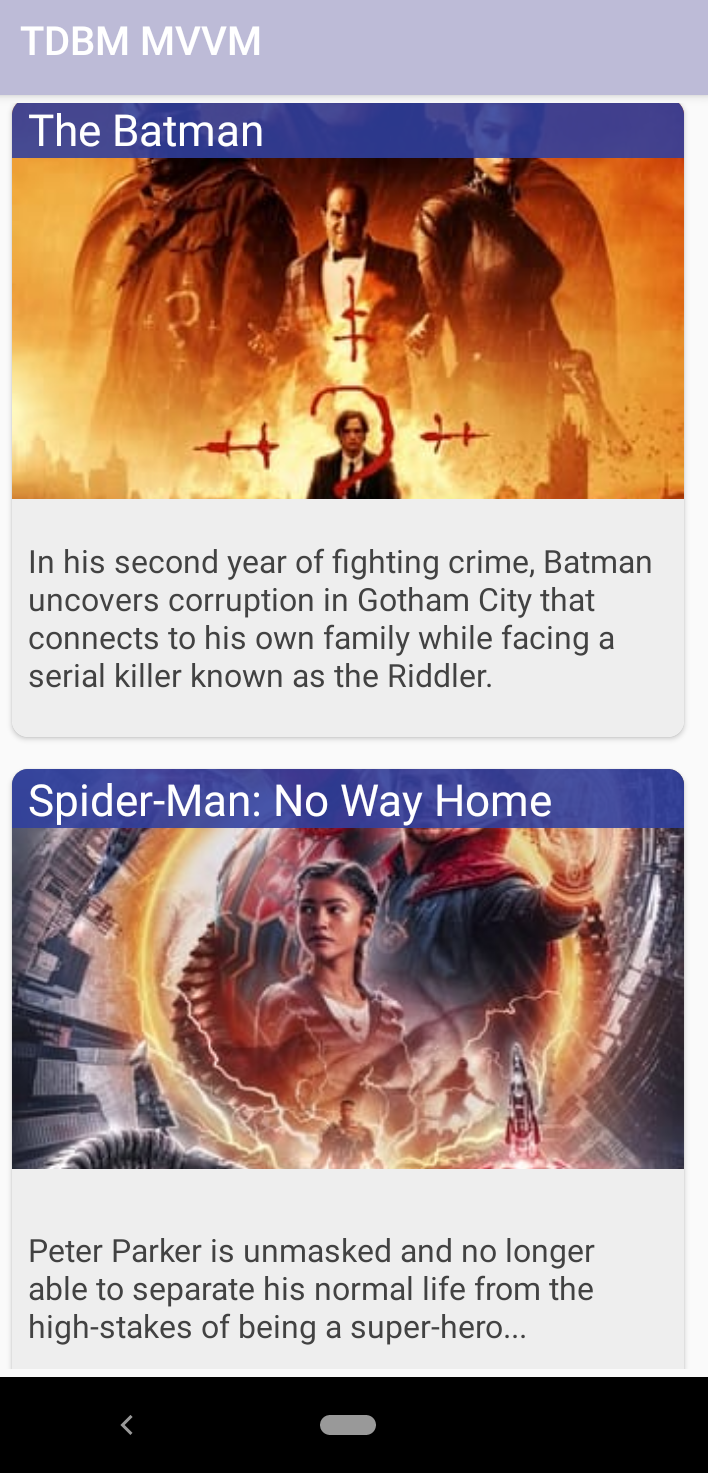 TDBM MVVM
The Batman
In his second year of fighting crime, Batman
uncovers corruption in Gotham City that
connects to his own family while facing a
serial killer known as the Riddler.
Spider-Man: No Way Home
Peter Parker is unmasked and no longer
able to separate his normal life from the
high-stakes of being a super-hero...